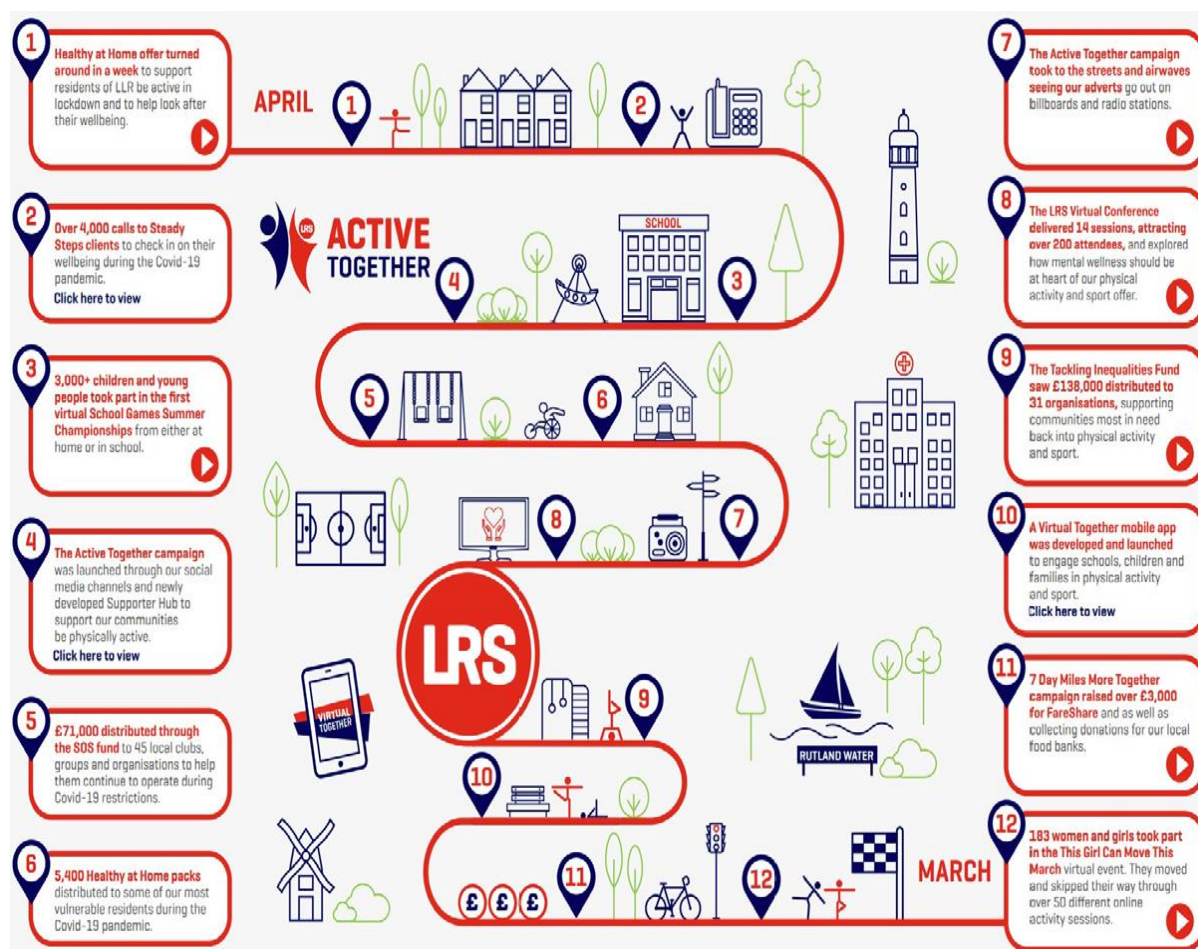 1
Healthy at Home offer turned
around in a week to support
residents of LLR be active in
lockdown and to help look after
their wellbeing.
2
Over 4,000 calls to Steady
Steps clients to check in on their
wellbeing during the Covid-19
pandemic.
Click here to view
3
3,000+ children and young
people took part in the first
virtual School Games Summer
Championships from either at
home or in school.
4
The Active Together campaign
was launched through our social
media channels and newly
developed Supporter Hub to
support our communities
be physically active.
Click here to view
5
£71,000 distributed through
the SOS fund to 45 local clubs,
groups and organisations to help
them continue to operate during
Covid-19 restrictions.
6
5,400 Healthy at Home packs
distributed to some of our most
vulnerable residents during the
Covid-19 pandemic.
APRIL
1
2
LRS
ACTIVE
TOGETHER
SCHOOL
4
3
5
6
8
7
LRS
VIRTUAL
TOGETHER
9
RUTLAND WATER
10
£ £ £
11
12
MARCH
7
The Active Together campaign
took to the streets and airwaves
seeing our adverts go out on
billboards and radio stations.
8
The LRS Virtual Conference
delivered 14 sessions, attracting
over 200 attendees, and explored
how mental wellness should be
at heart of our physical
activity and sport offer.
9
The Tackling Inequalities Fund
saw £138,000 distributed to
31 organisations, supporting
communities most in need
back into physical activity
and sport.
10
A Virtual Together mobile app
was developed and launched
to engage schools, children and
families in physical activity
and sport.
Click here to view
11
7 Day Miles More Together
campaign raised over £3,000
for FareShare and as well as
collecting donations for our local
food banks.
12
183 women and girls took part
in the This Girl Can Move This
March virtual event. They moved
and skipped their way through
over 50 different online
activity sessions.